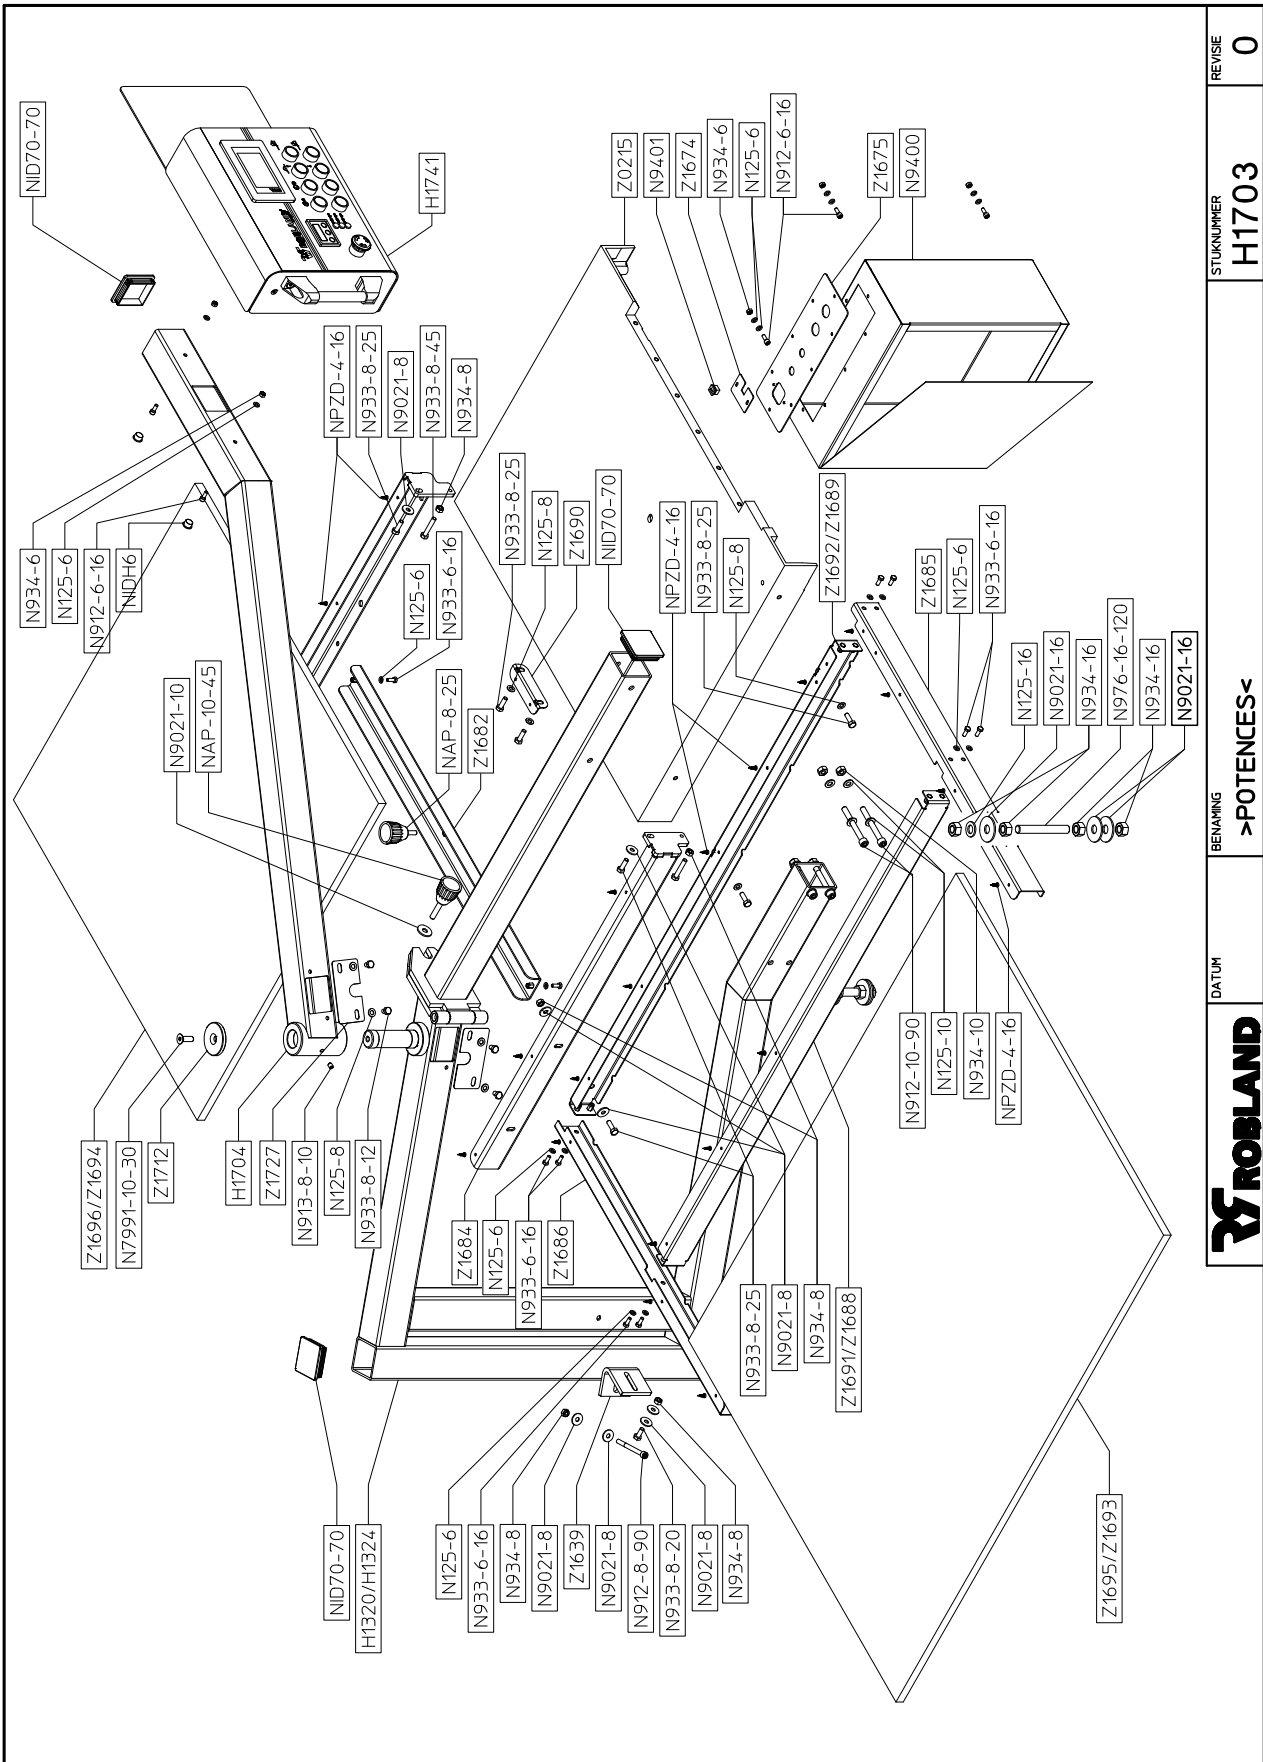 NID70-70
H1741
N934-6
N125-6
N912-6-16
NIDH6
NPZD-4-16
N933-8-25
N9021-8
N933-8-45
N934-8
Z0215
N9401
Z1674
N934-6
N125-6
N912-6-16
Z1675
N9400
N9021-10
NAP-10-45
N125-6
N933-6-16
NAP-8-25
Z1682
N933-8-25
N125-8
Z1690
NID70-70
NPZD-4-16
N933-8-25
N125-8
Z1692/Z1689
Z1685
N125-6
N933-6-16
N125-16
N9021-16
N934-16
N976-16-120
N934-16
N9021-16
Z1696/Z1694
N7991-10-30
Z1712
H1704
Z1727
N913-8-10
N125-8
N933-8-12
Z1684
N125-6
N933-6-16
Z1686
N912-10-90
N125-10
N934-10
NPZD-4-16
N933-8-25
N9021-8
N934-8
Z1691/Z1688
NID70-70
H1320/H1324
N125-6
N933-6-16
N934-8
N9021-8
Z1639
N9021-8
N912-8-90
N933-8-20
N9021-8
N934-8
Z1695/Z1693
ROBLAND
DATUM
BENAMING
>POTENCES<
STUKNUMMER
H1703
REVISIE
0